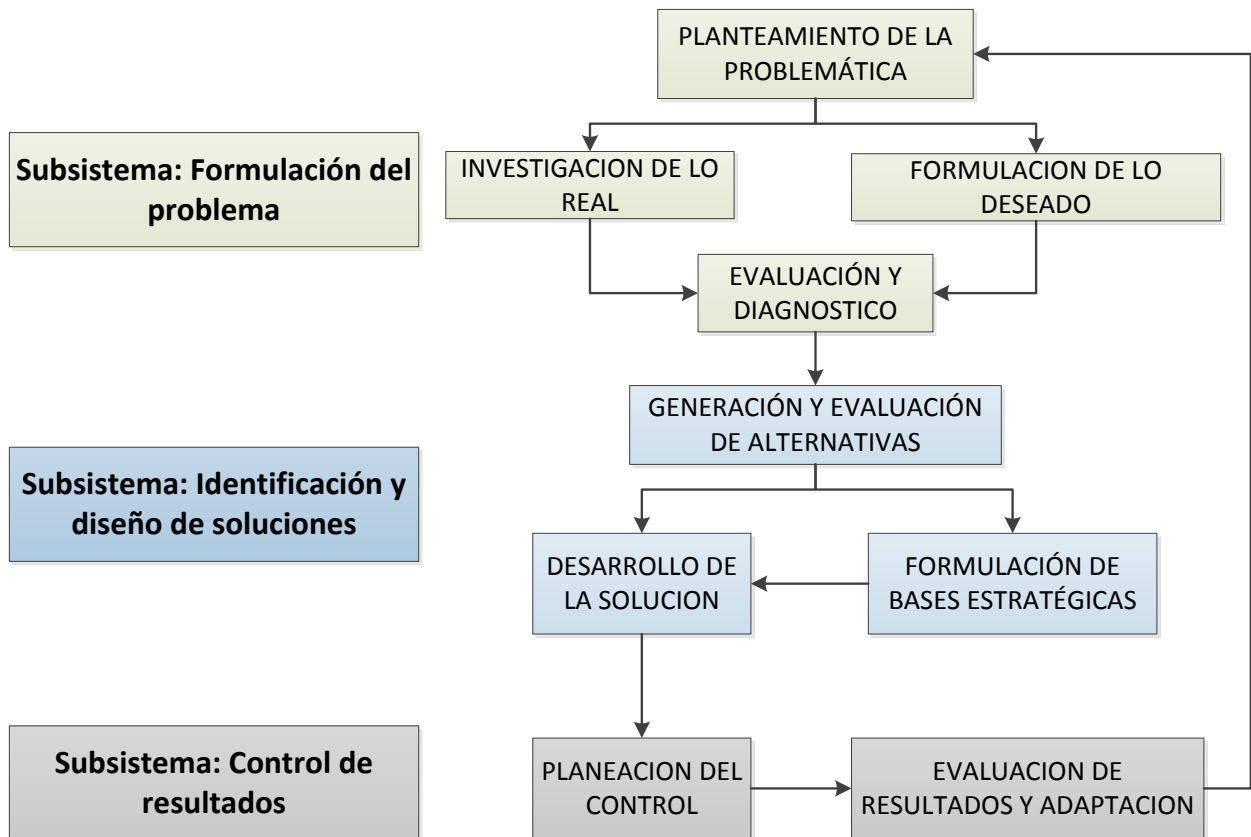 PLANTEAMIENTO DE LA
PROBLEMÁTICA
Subsistema: Formulación del
problema
INVESTIGACION DE LO
REAL
FORMULACION DE LO
DESEADO
EVALUACIÓN Y
DIAGNOSTICO
GENERACIÓN Y EVALUACIÓN
DE ALTERNATIVAS
Subsistema: Identificación y
diseño de soluciones
DESARROLLO DE
LA SOLUCION
FORMULACIÓN DE
BASES ESTRATÉGICAS
Subsistema: Control de
resultados
PLANEACION DEL
CONTROL
EVALUACION DE
RESULTADOS Y ADAPTACION